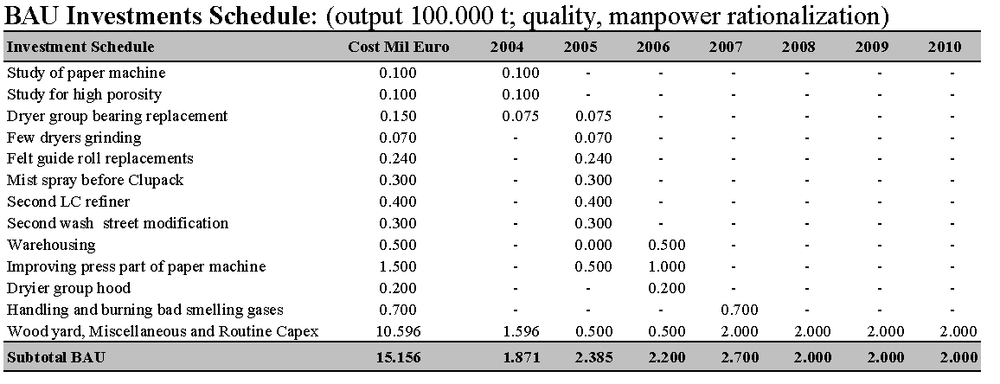 BAU Investments Schedule: (output 100.000 t; quality, manpower rationalization)
Investment Schedule Cost Mil Euro 2004 2005 2006 2007 2008 2009 2010
Study of paper machine 0.100 0.100 - - - - - -
Study for high porosity 0.100 0.100 - - - - - -
Dryer group bearing replacement 0.150 0.075 0.075 - - - - -
Few dryers grinding 0.070 - 0.070 - - - - -
Felt guide roll replacements 0.240 - 0.240 - - - - -
Mist spray before Clupack 0.300 - 0.300 - - - - -
Second LC refiner 0.400 - 0.400 - - - - -
Second wash street modification 0.300 - 0.300 - - - - -
Warehousing 0.500 - 0.000 0.500 - - - -
Improving press part of paper machine 1.500 - 0.500 1.000 - - - -
Dryier group hood 0.200 - - 0.200 - - - -
Handling and burning bad smelling gases 0.700 - - - 0.700 - - -
Wood yard, Miscellaneous and Routine Capex 10.596 1.596 0.500 0.500 2.000 2.000 2.000 2.000
Subtotal BAU 15.156 1.871 2.385 2.200 2.700 2.000 2.000 2.000